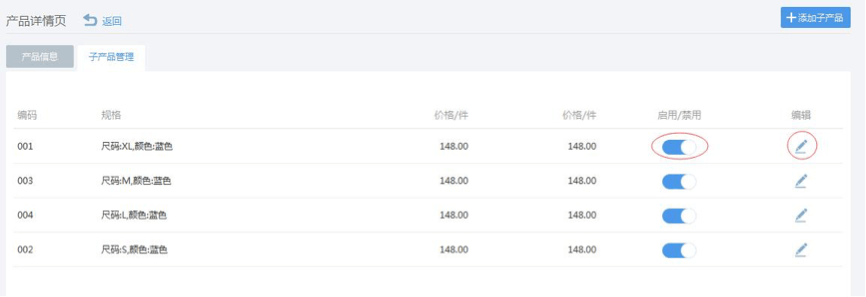 产品详情页 返回 添加子产品
产品信息 子产品管理
编码 规格 价格/件 价格/件 启用/禁用 编辑
001 尺码:XL,颜色:蓝色 148.00 148.00
003 尺码:M,颜色:蓝色 148.00 148.00
004 尺码:L,颜色:蓝色 148.00 148.00
002 尺码:S,颜色:蓝色 148.00 148.00